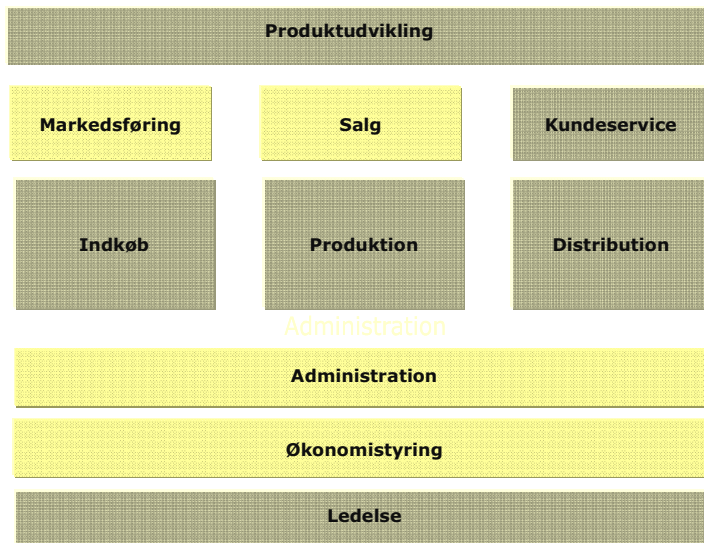 Produktudvikling
Markedsføring
Salg
Kundeservice
Indkøb
Produktion
Distribution
Administration
Administration
Økonomistyring
Ledelse